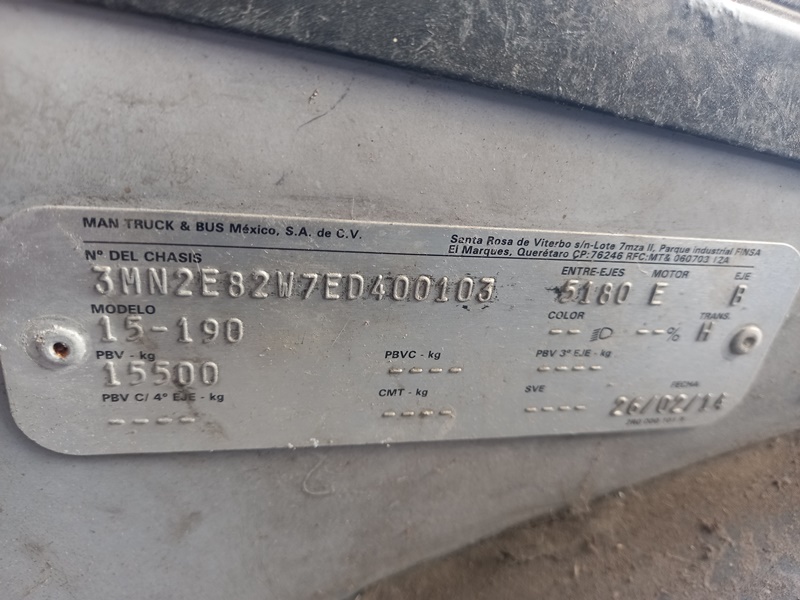 MAN TRUCK & BUS México, S.A. de C.V.
Santa Rosa de Viterbo s/n-Lote 7mza II, Parque industrial FINSA
El Marques, Querétaro CP:76246 RFC:MT& 060703 I2A
Nº DEL CHASIS
ENTRE-EJES MOTOR EJE
3MN2E82W7ED400103
5180 E B
MODELO
COLOR
TRANS.
15-190
-- --% H
PBV - kg
PBVC - kg
PBV 3º EJE - kg
15500
----
----
PBV C/ 4º EJE - kg
CMT - kg
SVE
FECHA
----
----
----
26/02/14